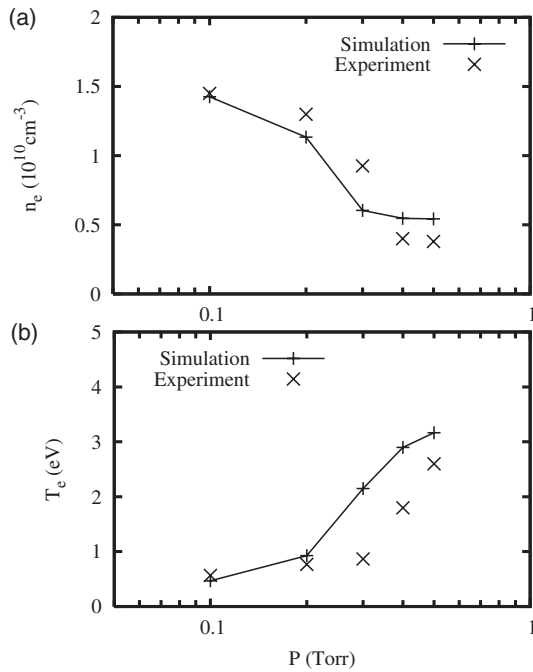 (a)
2
1.5
1
0.5
0
n_e (10^10 cm^-3)
Simulation
Experiment
0.1
1
(b)
5
4
3
2
1
0
T_e (eV)
Simulation
Experiment
0.1
1
P (Torr)